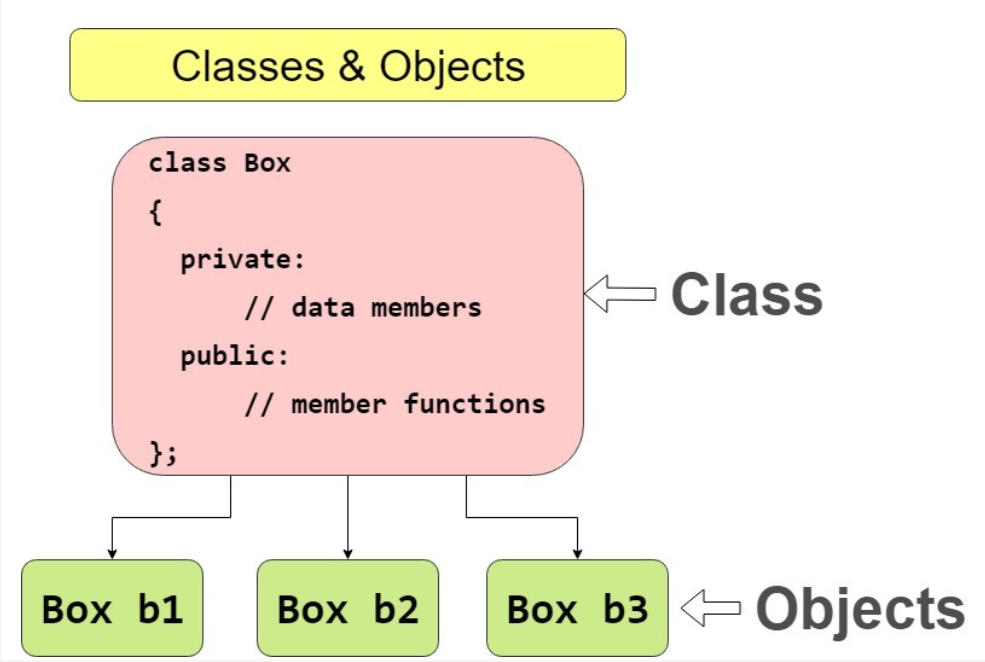 Classes & Objects
class Box
{
private:
// data members
public:
// member functions
};
Class
Box b1
Box b2
Box b3
Objects